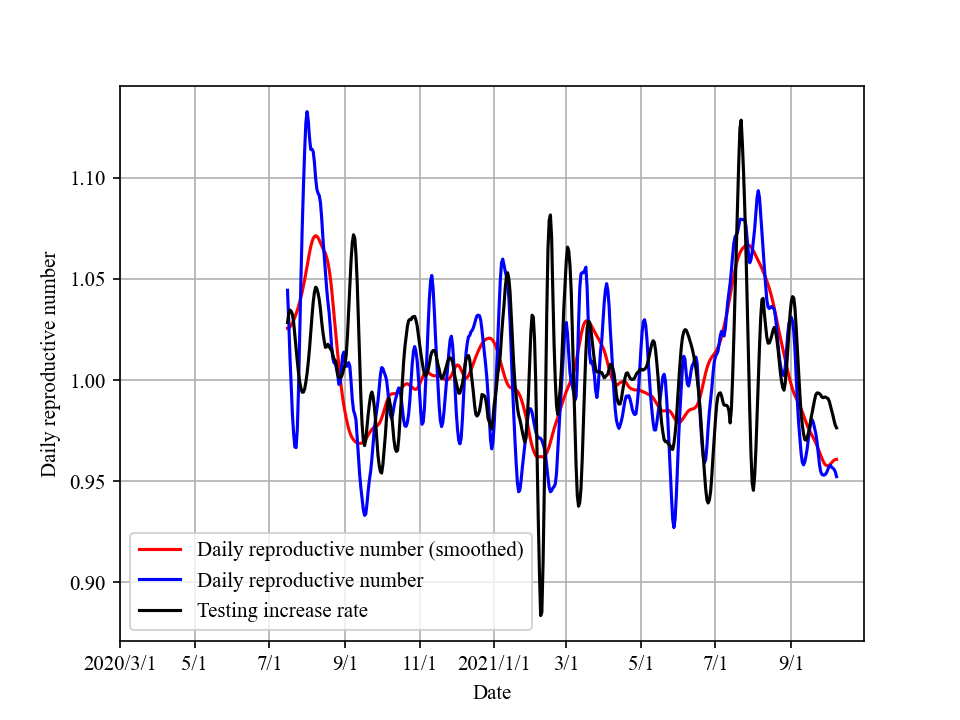 Daily reproductive number
1.10
1.05
1.00
0.95
0.90
Daily reproductive number (smoothed)
Daily reproductive number
Testing increase rate
2020/3/1 5/1 7/1 9/1 11/1 2021/1/1 3/1 5/1 7/1 9/1
Date